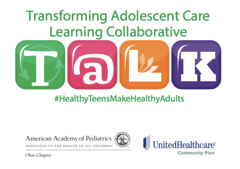 Transforming Adolescent Care
Learning Collaborative
T@LK
#HealthyTeensMakeHealthyAdults
American Academy of Pediatrics
DEDICATED TO THE HEALTH OF ALL CHILDREN®
Ohio Chapter
UnitedHealthcare®
Community Plan